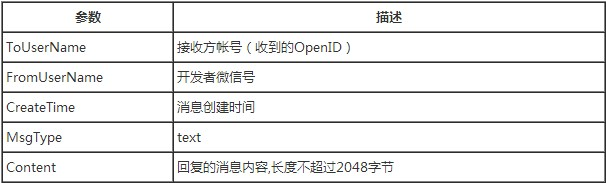 参数 描述
ToUserName 接收方帐号（收到的OpenID）
FromUserName 开发者微信号
CreateTime 消息创建时间
MsgType text
Content 回复的消息内容,长度不超过2048字节